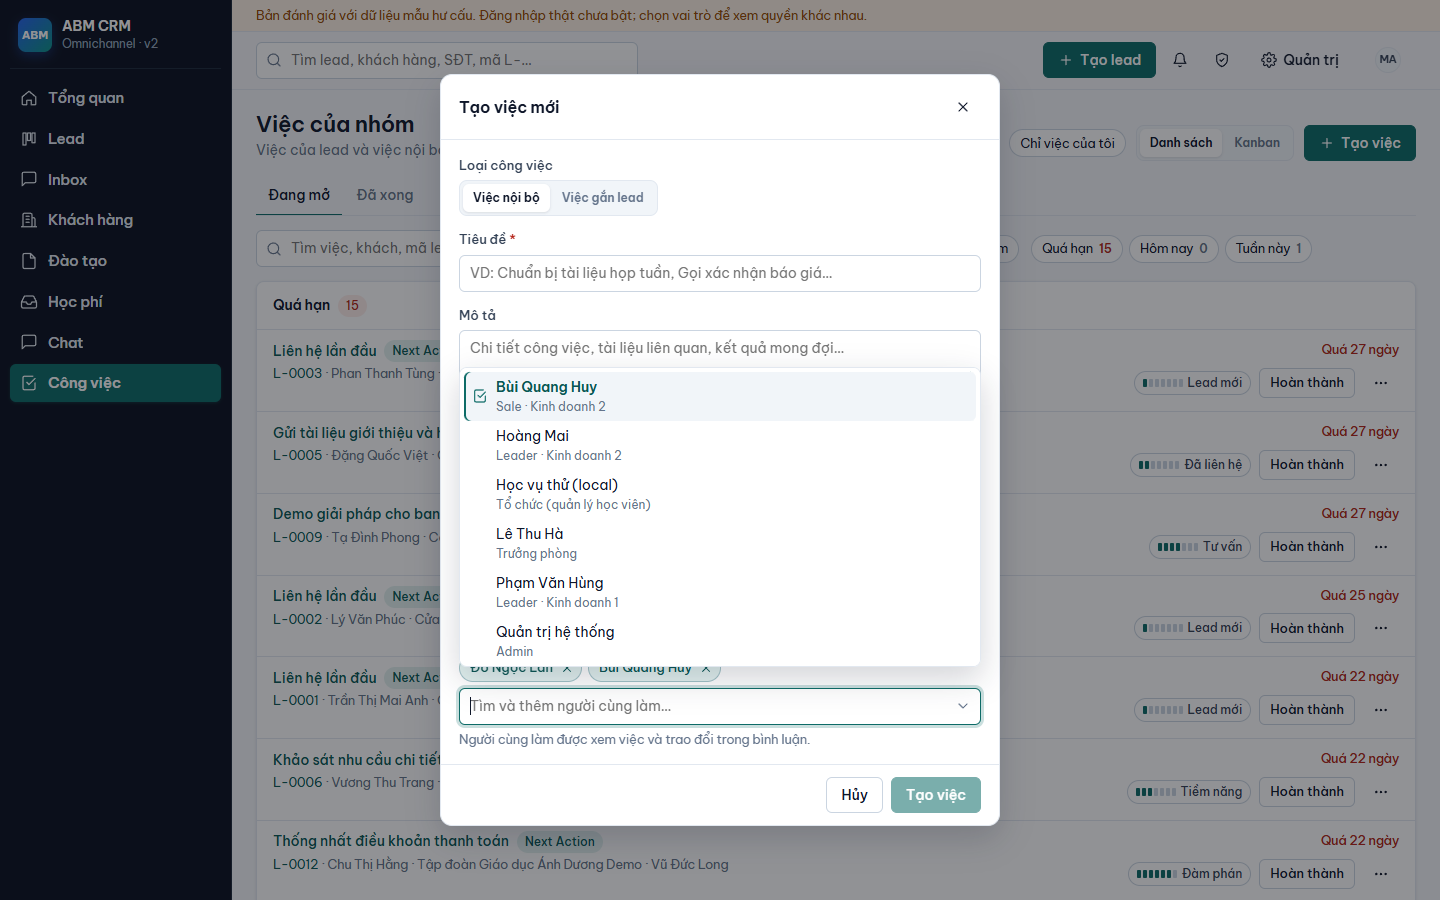 Bản đánh giá với dữ liệu mẫu hư cấu. Đăng nhập thật chưa bật; chọn vai trò để xem quyền khác nhau.
ABM
ABM CRM
Omnichannel · v2
Tổng quan
Lead
Inbox
Khách hàng
Đào tạo
Học phí
Chat
Công việc
Tìm lead, khách hàng, SĐT, mã L-...
Tạo lead
Quản trị
MA
Việc của nhóm
Việc của lead và việc nội
Chỉ việc của tôi
Danh sách
Kanban
Tạo việc
Đang mở
Đã xong
Tìm việc, khách, mã
Quá hạn 15
Hôm nay 0
Tuần này 1
Quá hạn 15
Liên hệ lần đầu Next
L-0003 · Phan Thanh Tùng ·
Quá 27 ngày
Lead mới
Hoàn thành
Gửi tài liệu giới thiệu và
L-0005 · Đặng Quốc Việt ·
Quá 27 ngày
Đã liên hệ
Hoàn thành
Demo giải pháp cho ban
L-0009 · Tạ Đình Phong ·
Quá 27 ngày
Tư vấn
Hoàn thành
Liên hệ lần đầu Next
L-0002 · Lý Văn Phúc · Cửa
Quá 25 ngày
Lead mới
Hoàn thành
Liên hệ lần đầu Next
L-0001 · Trần Thị Mai Anh ·
Quá 22 ngày
Lead mới
Hoàn thành
Khảo sát nhu cầu chi tiết
L-0006 · Vương Thu Trang ·
Quá 22 ngày
Tiềm năng
Hoàn thành
Thống nhất điều khoản thanh toán Next Action
L-0012 · Chu Thị Hằng · Tập đoàn Giáo dục Ánh Dương Demo · Vũ Đức Long
Quá 22 ngày
Đàm phán
Hoàn thành
Tạo việc mới
Loại công việc
Việc nội bộ
Việc gắn lead
Tiêu đề *
VD: Chuẩn bị tài liệu họp tuần, Gọi xác nhận báo giá...
Mô tả
Chi tiết công việc, tài liệu liên quan, kết quả mong đợi...
Bùi Quang Huy
Sale · Kinh doanh 2
Hoàng Mai
Leader · Kinh doanh 2
Học vụ thử (local)
Tổ chức (quản lý học viên)
Lê Thu Hà
Trưởng phòng
Phạm Văn Hùng
Leader · Kinh doanh 1
Quản trị hệ thống
Admin
Đỗ Ngọc Lan
Bùi Quang Huy
Tìm và thêm người cùng làm...
Người cùng làm được xem việc và trao đổi trong bình luận.
Hủy
Tạo việc